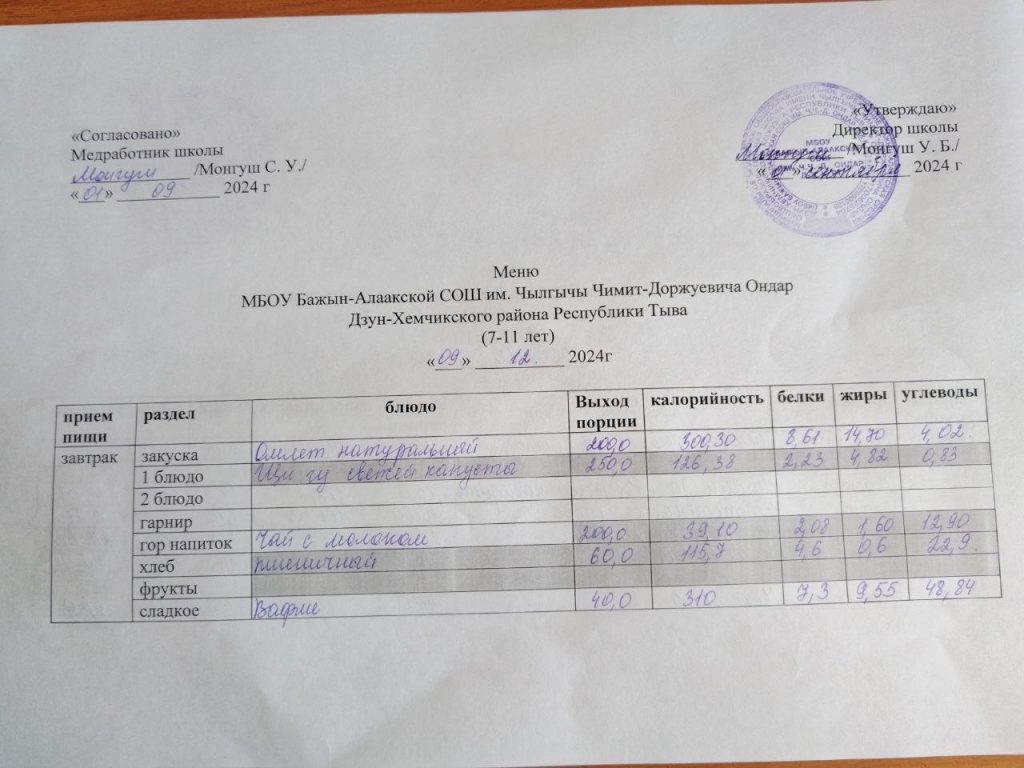 «Согласовано»
Медработник школы
Монгуш /Монгуш С. У./
«01» 09 2024 г
«Утверждаю»
Директор школы
Монгуш /Монгуш У. Б./
« » сентября 2024 г
МБОУ
Меню
МБОУ Бажын-Алаакской СОШ им. Чылгычы Чимит-Доржуевича Ондар
Дзун-Хемчикского района Республики Тыва
(7-11 лет)
«09» 12. 2024г
прием пищи раздел блюдо Выход порции калорийность белки жиры углеводы
завтрак закуска Омлет натуральный 200,0 300,30 8,61 14,70 4,02.
1 блюдо Щи из свежей капусты 250,0 126,38 2,23 4,82 0,83
2 блюдо
гарнир
гор напиток Чай с молоком 200,0 39,10 2,08 1,60 12,90
хлеб пшеничный 60,0 115,7 4,6 0,6 22,9.
фрукты
сладкое Вафли 40,0 310 7,3 9,55 48,84